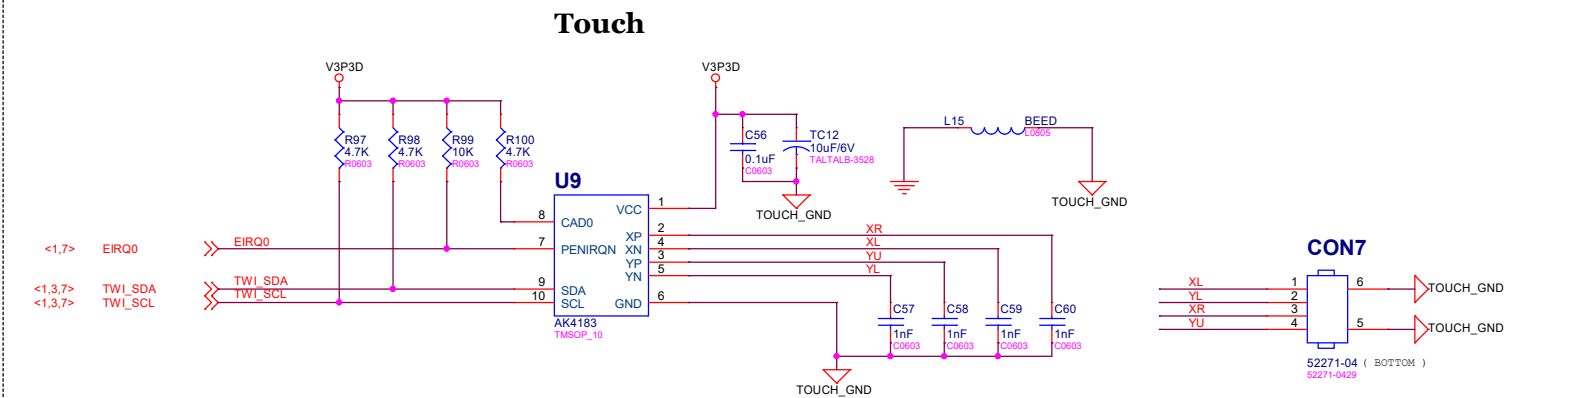 Touch
V3P3D
R97
4.7K
R0603
R98
4.7K
R0603
R99
10K
R0603
R100
4.7K
R0603
V3P3D
C56
0.1uF
C0603
TC12
10uF/6V
TALTALB-3528
TOUCH_GND
L15
BEED
L0805
TOUCH_GND
U9
8 CAD0
7 PENIRQN
9 SDA
10 SCL
VCC 1
XP 2
XN 4
YP 3
YN 5
GND 6
AK4183
TMSOP_10
<1,7> EIRQ0 EIRQ0
<1,3,7> TWI_SDA TWI_SDA
<1,3,7> TWI_SCL TWI_SCL
XR
XL
YU
YL
C57
1nF
C0603
C58
1nF
C0603
C59
1nF
C0603
C60
1nF
C0603
TOUCH_GND
CON7
XL 1
YL 2
XR 3
YU 4
6 TOUCH_GND
5 TOUCH_GND
52271-04 ( BOTTOM )
52271-0429